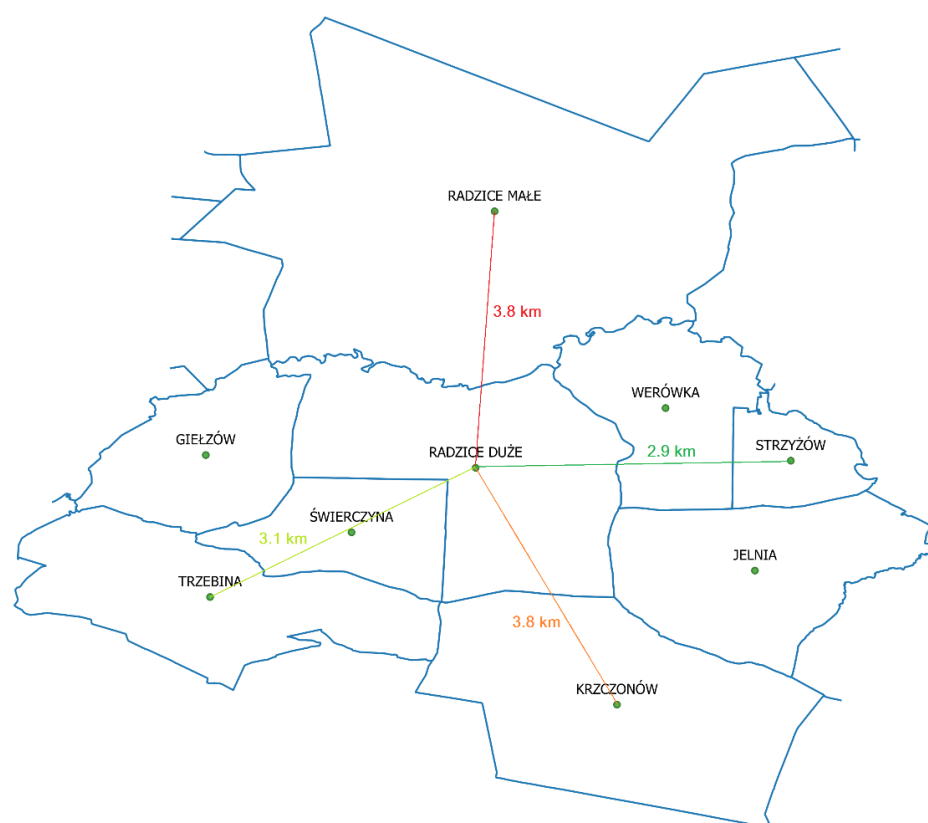 RADZICE MAŁE
3.8 km
WERÓWKA
GIEŁZÓW
RADZICE DUŻE
2.9 km
STRZYŻÓW
ŚWIERCZYNA
3.1 km
JELNIA
TRZEBINA
3.8 km
KRZCZONÓW